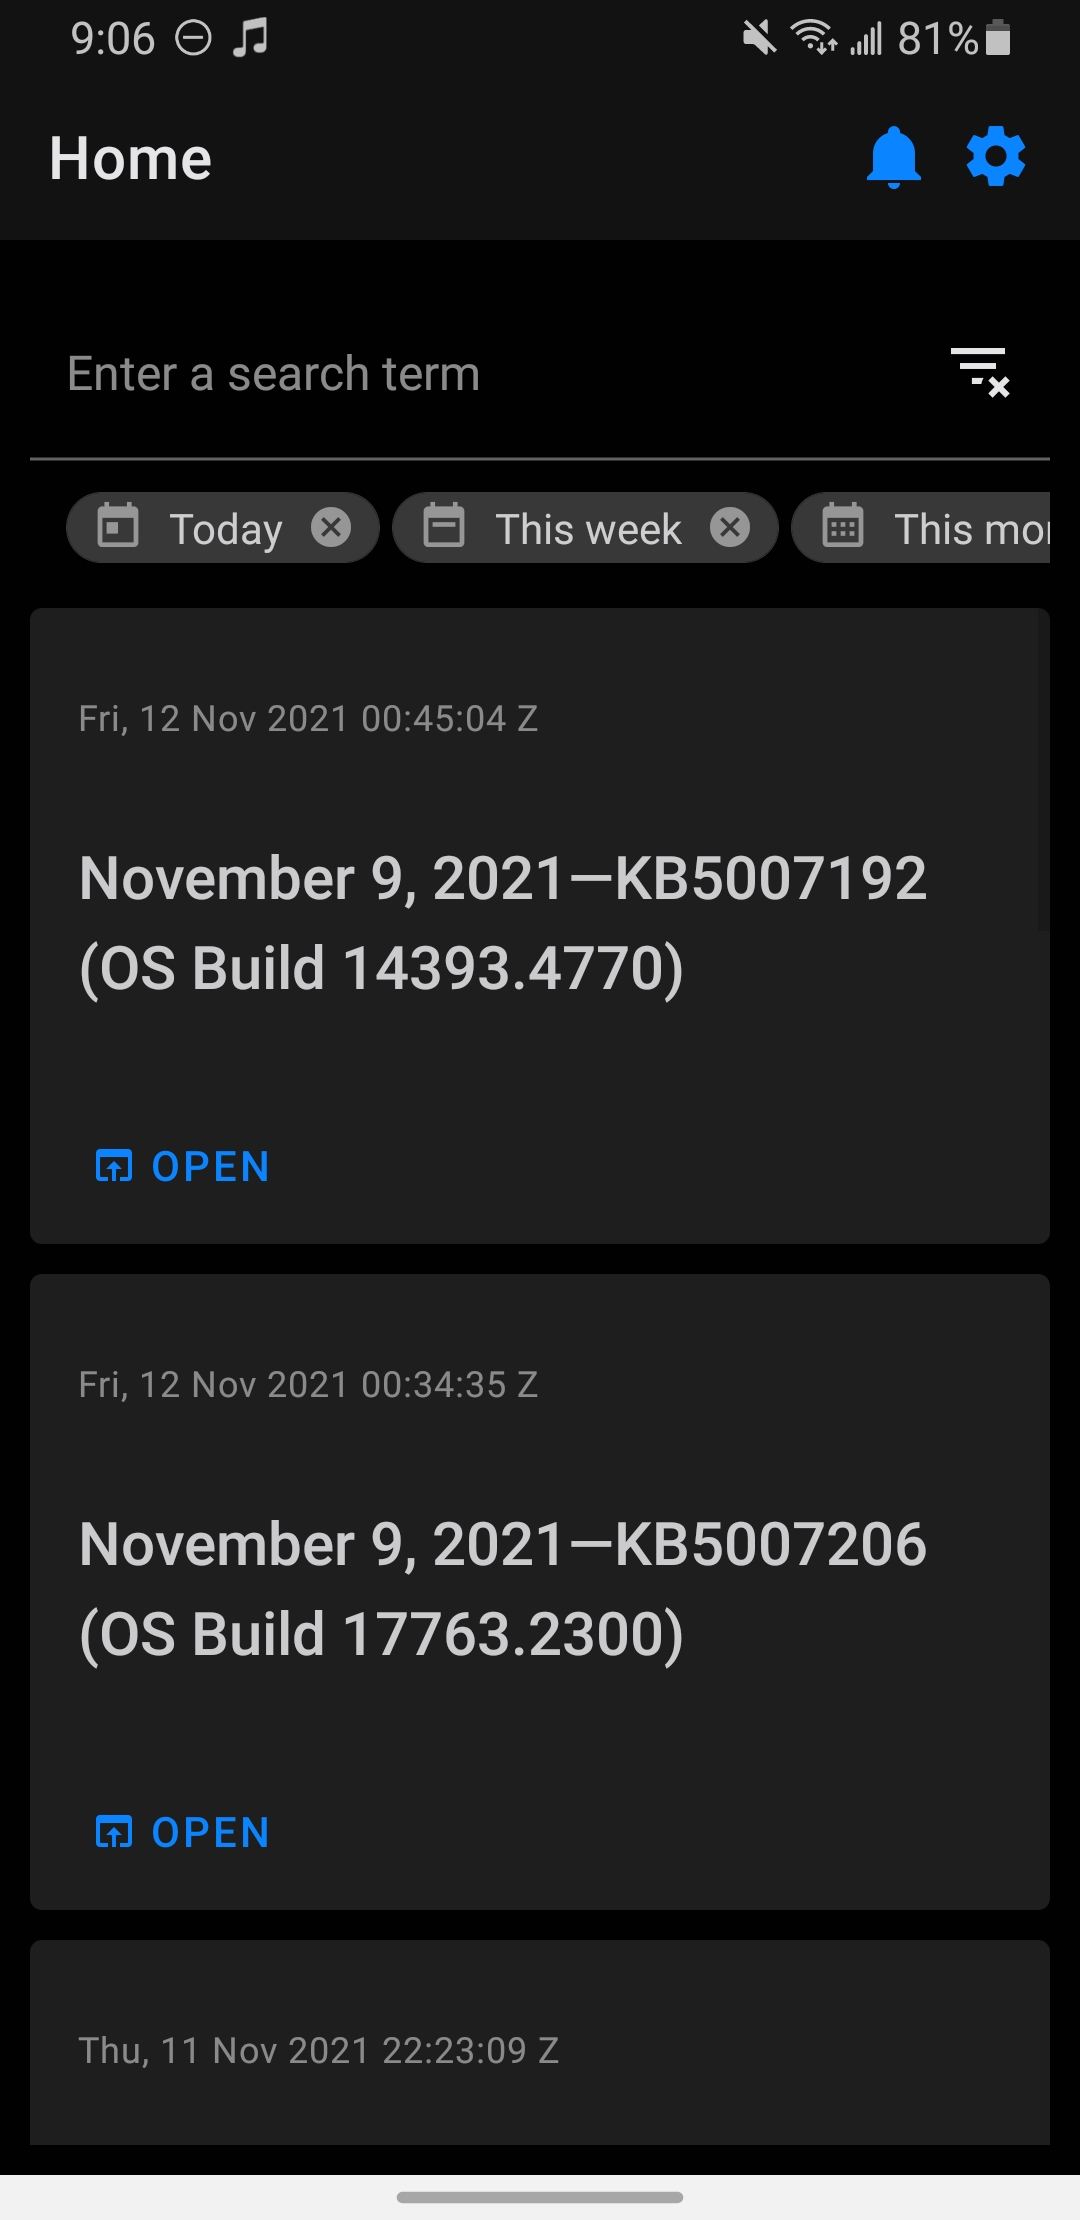 9:06 81%
Home
Enter a search term
Today This week This mo
Fri, 12 Nov 2021 00:45:04 Z
November 9, 2021—KB5007192
(OS Build 14393.4770)
OPEN
Fri, 12 Nov 2021 00:34:35 Z
November 9, 2021—KB5007206
(OS Build 17763.2300)
OPEN
Thu, 11 Nov 2021 22:23:09 Z